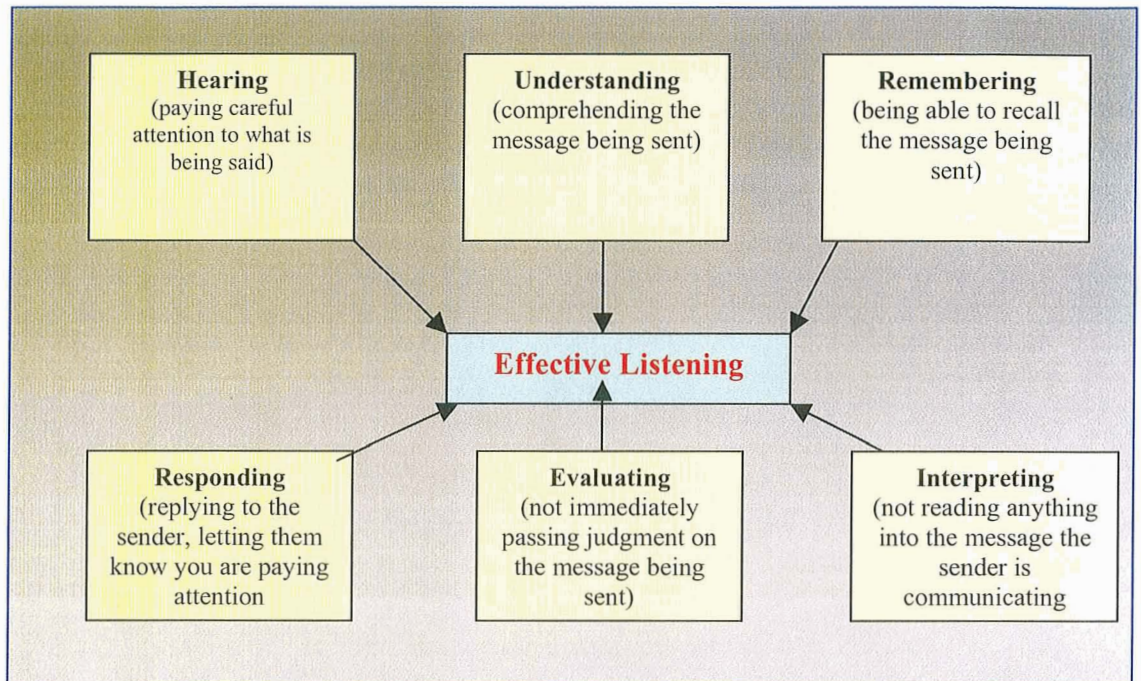 Hearing
(paying careful
attention to what is
being said)
Understanding
(comprehending the
message being sent)
Remembering
(being able to recall
the message being
sent)
Effective Listening
Responding
(replying to the
sender, letting them
know you are paying
attention
Evaluating
(not immediately
passing judgment on
the message being
sent)
Interpreting
(not reading anything
into the message the
sender is
communicating